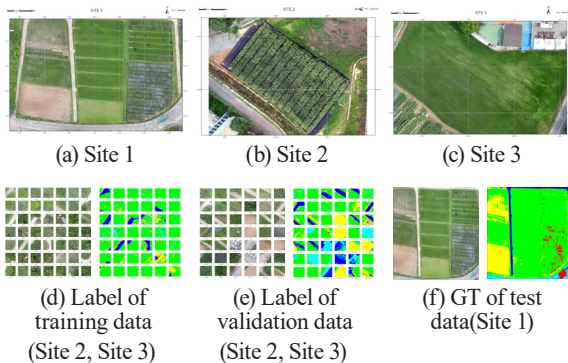 SITE 1
SITE 2
SITE 3
(a) Site 1
(b) Site 2
(c) Site 3
(d) Label of
training data
(Site 2, Site 3)
(e) Label of
validation data
(Site 2, Site 3)
(f) GT of test
data(Site 1)